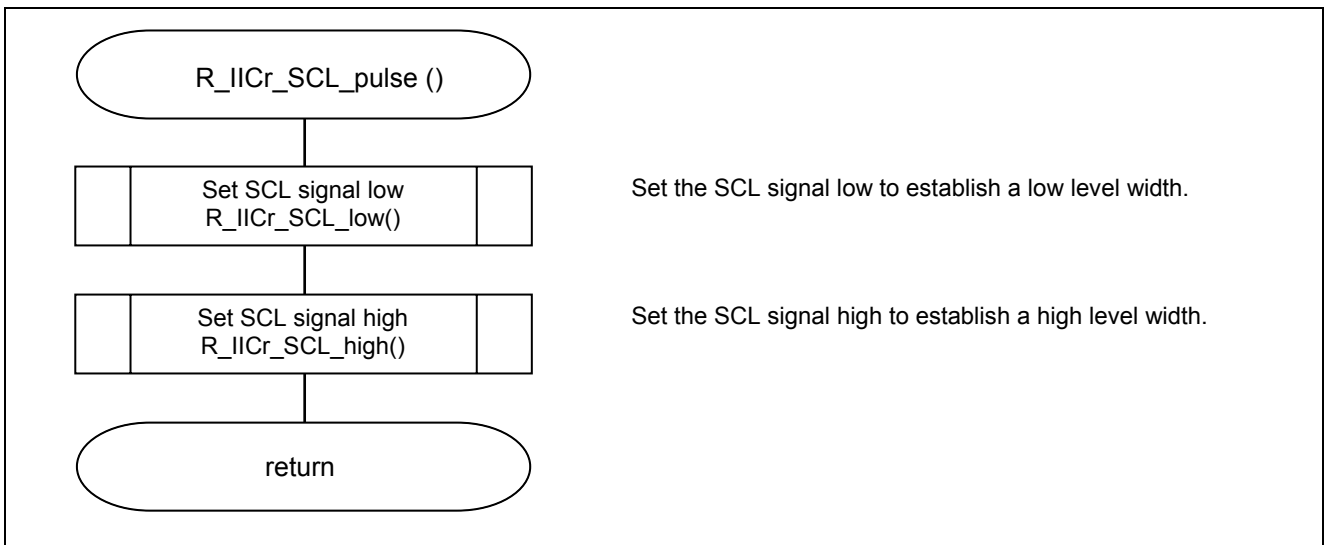 R_IICr_SCL_pulse ()
Set SCL signal low
R_IICr_SCL_low()
Set the SCL signal low to establish a low level width.
Set SCL signal high
R_IICr_SCL_high()
Set the SCL signal high to establish a high level width.
return